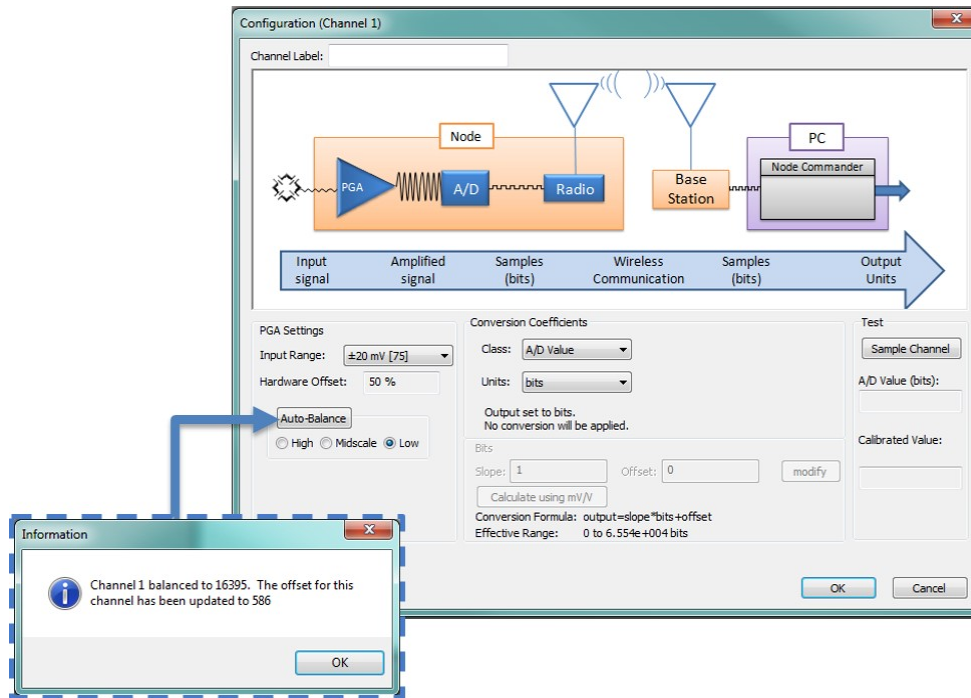 Configuration (Channel 1)
Channel Label:
Node
PC
PGA
A/D
Radio
Base
Station
Node Commander
Input
signal
Amplified
signal
Samples
(bits)
Wireless
Communication
Samples
(bits)
Output
Units
PGA Settings
Input Range: ±20 mV [75]
Hardware Offset: 50 %
Auto-Balance
High Midscale Low
Conversion Coefficients
Class: A/D Value
Units: bits
Output set to bits.
No conversion will be applied.
Bits
Slope: 1 Offset: 0 modify
Calculate using mV/V
Conversion Formula: output=slope*bits+offset
Effective Range: 0 to 6.554e+004 bits
Test
Sample Channel
A/D Value (bits):
Calibrated Value:
OK Cancel
Information
Channel 1 balanced to 16395. The offset for this
channel has been updated to 586
OK